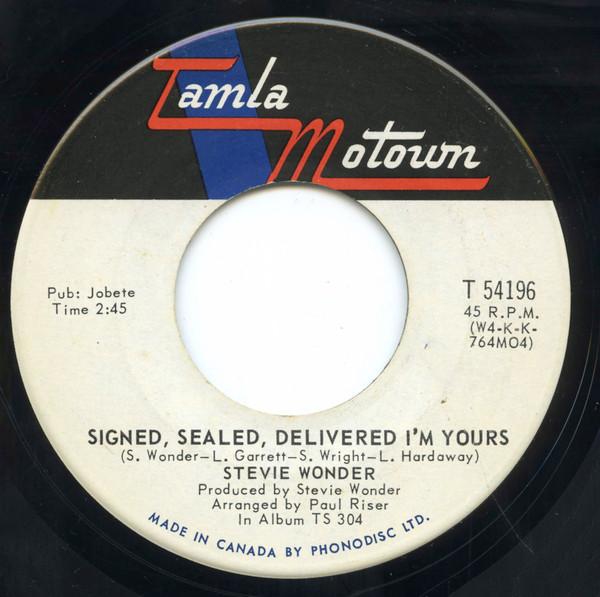 Tamla
Motown
Pub: Jobete
Time 2:45
T 54196
45 R.P.M.
(W4-K-K-
764MO4)
SIGNED, SEALED, DELIVERED I'M YOURS
(S. Wonder—L. Garrett—S. Wright—L. Hardaway)
STEVIE WONDER
Produced by Stevie Wonder
Arranged by Paul Riser
In Album TS 304
MADE IN CANADA BY PHONODISC LTD.